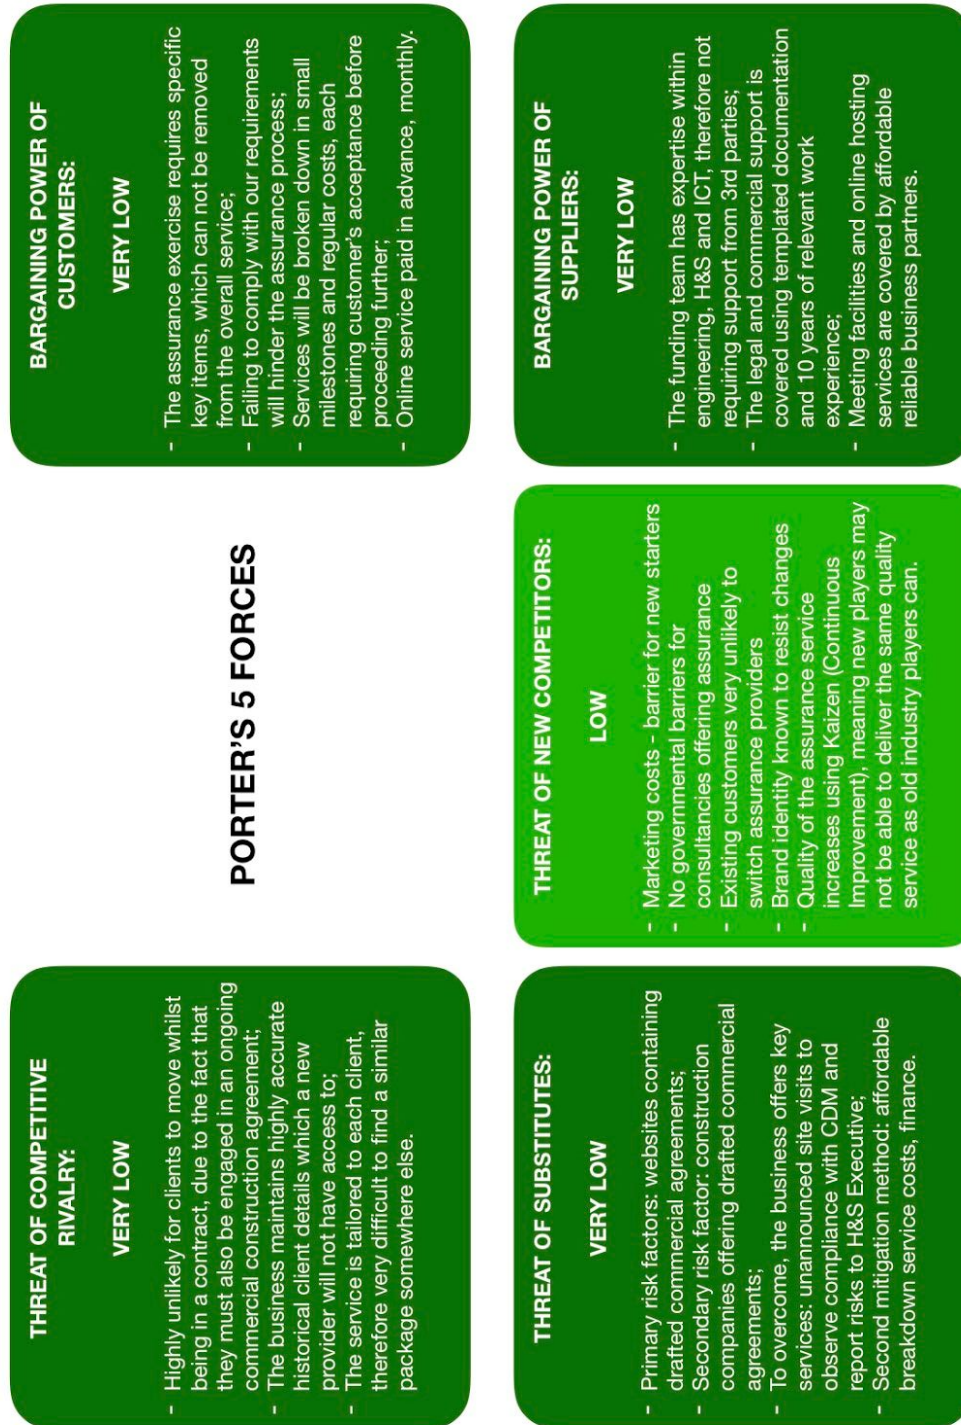 THREAT OF COMPETITIVE
RIVALRY:
VERY LOW
- Highly unlikely for clients to move whilst
being in a contract, due to the fact that
they must also be engaged in an ongoing
commercial construction agreement;
- The business maintains highly accurate
historical client details which a new
provider will not have access to;
- The service is tailored to each client,
therefore very difficult to find a similar
package somewhere else.
PORTER'S 5 FORCES
BARGAINING POWER OF
CUSTOMERS:
VERY LOW
- The assurance exercise requires specific
key items, which can not be removed
from the overall service;
- Failing to comply with our requirements
will hinder the assurance process;
- Services will be broken down in small
milestones and regular costs, each
requiring customer's acceptance before
proceeding further;
- Online service paid in advance, monthly.
THREAT OF SUBSTITUTES:
VERY LOW
- Primary risk factors: websites containing
drafted commercial agreements;
- Secondary risk factor: construction
companies offering drafted commercial
agreements;
- To overcome, the business offers key
services: unannounced site visits to
observe compliance with CDM and
report risks to H&S Executive;
- Second mitigation method: affordable
breakdown service costs, finance.
THREAT OF NEW COMPETITORS:
LOW
- Marketing costs - barrier for new starters
- No governmental barriers for
consultancies offering assurance
- Existing customers very unlikely to
switch assurance providers
- Brand identity known to resist changes
- Quality of the assurance service
increases using Kaizen (Continuous
Improvement), meaning new players may
not be able to deliver the same quality
service as old industry players can.
BARGAINING POWER OF
SUPPLIERS:
VERY LOW
- The funding team has expertise within
engineering, H&S and ICT, therefore not
requiring support from 3rd parties;
- The legal and commercial support is
covered using templated documentation
and 10 years of relevant work
experience;
- Meeting facilities and online hosting
services are covered by affordable
reliable business partners.